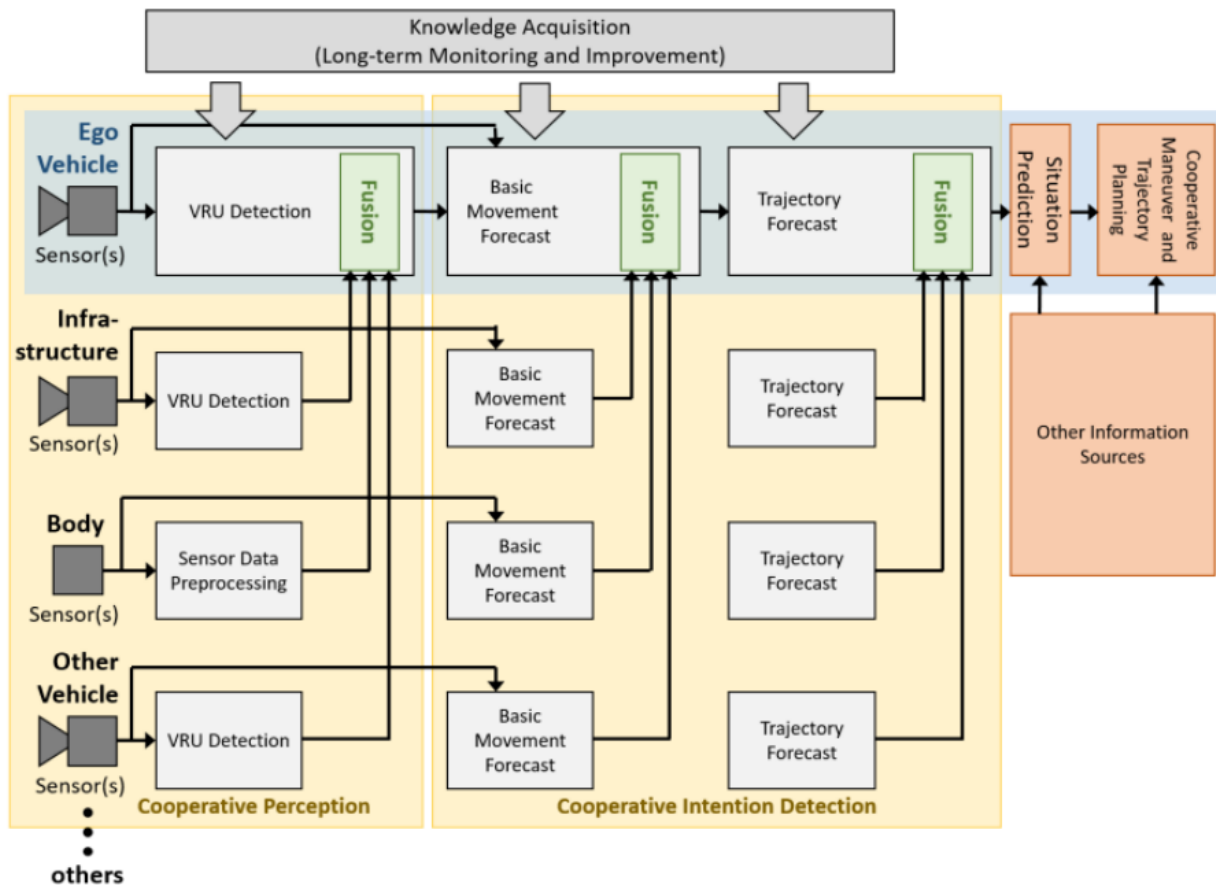 Knowledge Acquisition
(Long-term Monitoring and Improvement)
Ego
Vehicle
Sensor(s)
VRU Detection
Fusion
Basic
Movement
Forecast
Fusion
Trajectory
Forecast
Fusion
Situation
Prediction
Cooperative
Maneuver and
Trajectory
Planning
Infra-
structure
Sensor(s)
VRU Detection
Basic
Movement
Forecast
Trajectory
Forecast
Other Information
Sources
Body
Sensor(s)
Sensor Data
Preprocessing
Basic
Movement
Forecast
Trajectory
Forecast
Other
Vehicle
Sensor(s)
VRU Detection
Basic
Movement
Forecast
Trajectory
Forecast
Cooperative Perception
Cooperative Intention Detection
others